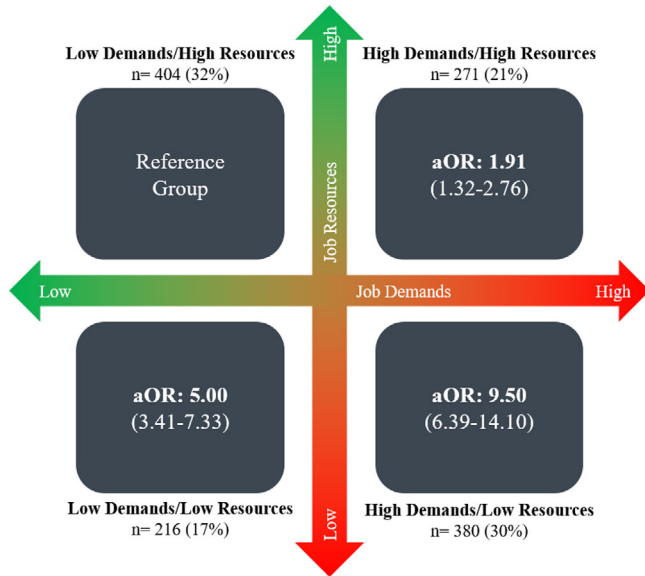 Low Demands/High Resources
n= 404 (32%)
High
High Demands/High Resources
n= 271 (21%)
Reference
Group
Job Resources
aOR: 1.91
(1.32-2.76)
Low
Job Demands
High
aOR: 5.00
(3.41-7.33)
aOR: 9.50
(6.39-14.10)
Low Demands/Low Resources
n= 216 (17%)
Low
High Demands/Low Resources
n= 380 (30%)